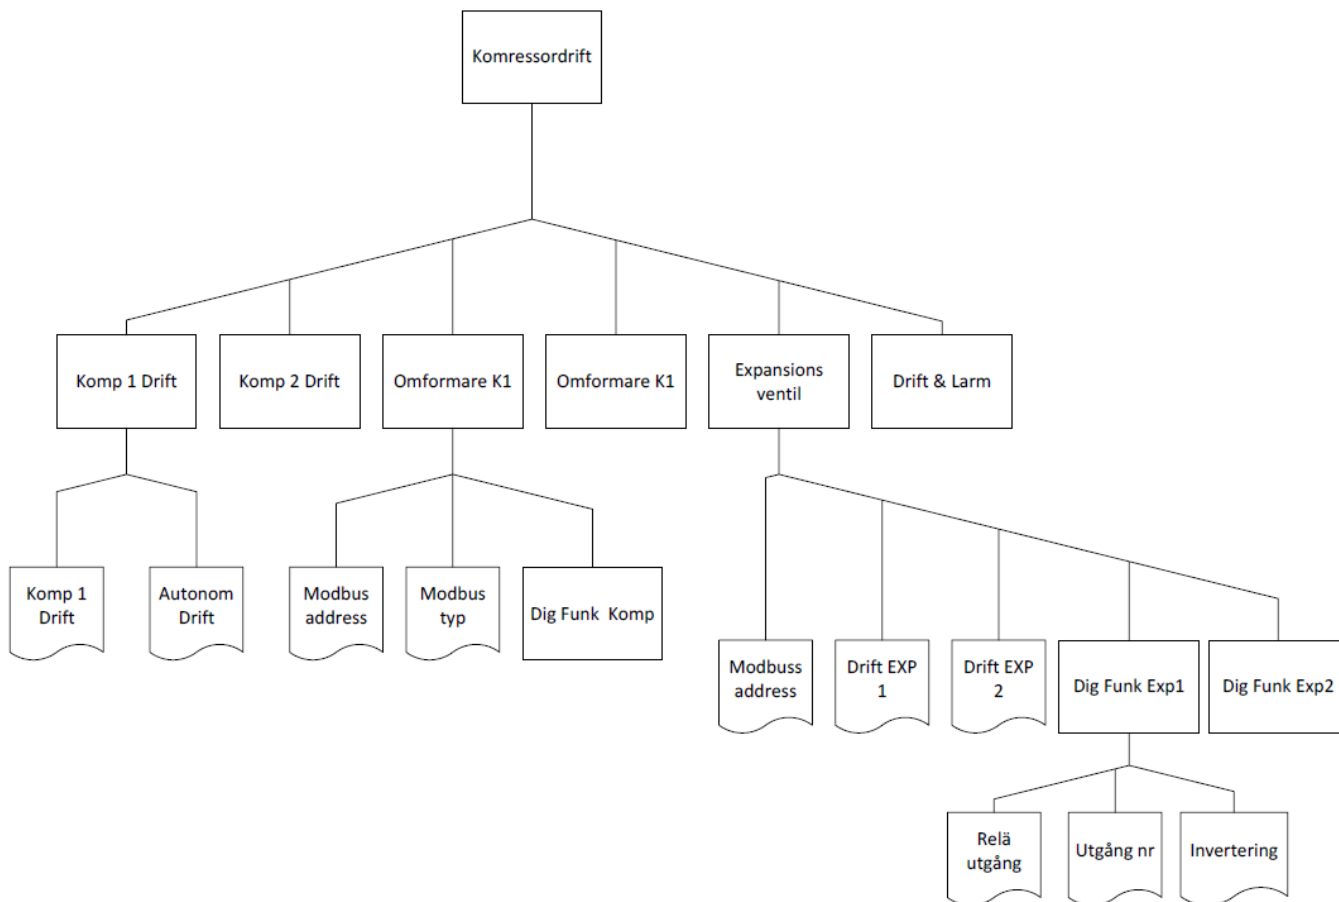 Komressordrift
Komp 1 Drift
Komp 2 Drift
Omformare K1
Omformare K1
Expansions
ventil
Drift & Larm
Komp 1
Drift
Autonom
Drift
Modbus
address
Modbus
typ
Dig Funk  Komp
Modbuss
address
Drift EXP
1
Drift EXP
2
Dig Funk Exp1
Dig Funk Exp2
Relä
utgång
Utgång nr
Invertering